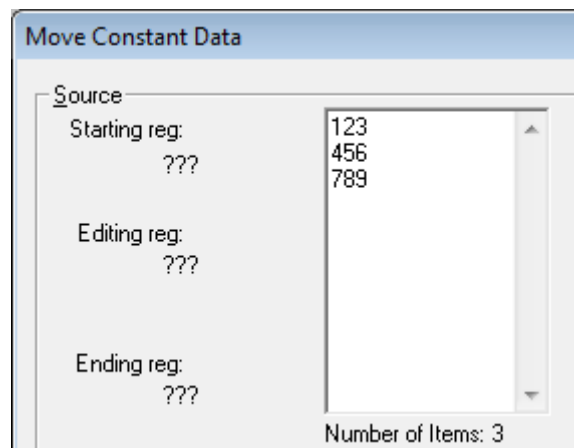 Move Constant Data
Source
Starting reg:
???
Editing reg:
???
Ending reg:
???
123
456
789
Number of Items: 3